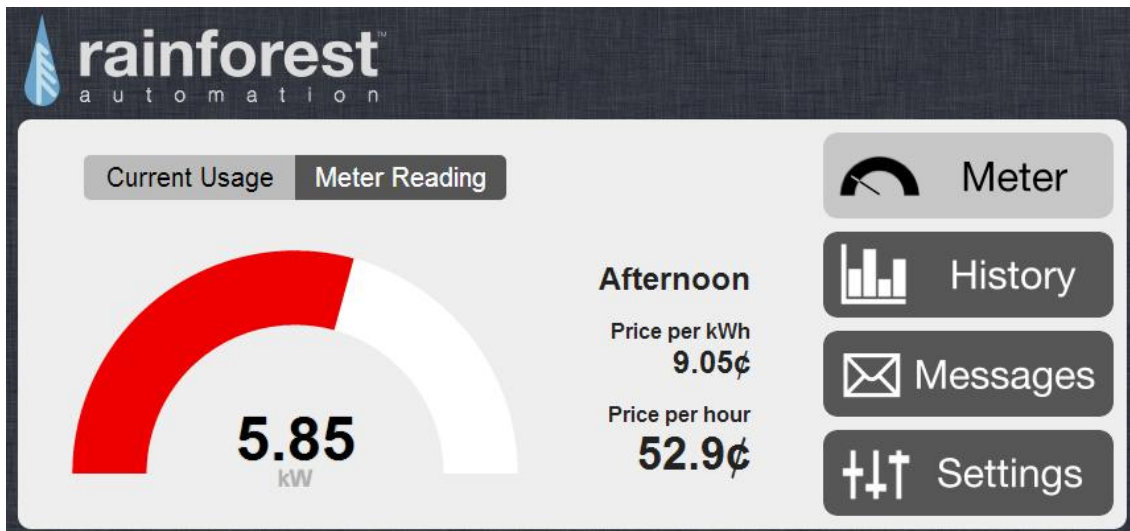 rainforest™
automation
Current Usage
Meter Reading
Afternoon
Price per kWh
9.05¢
Price per hour
52.9¢
5.85
kW
Meter
History
Messages
Settings